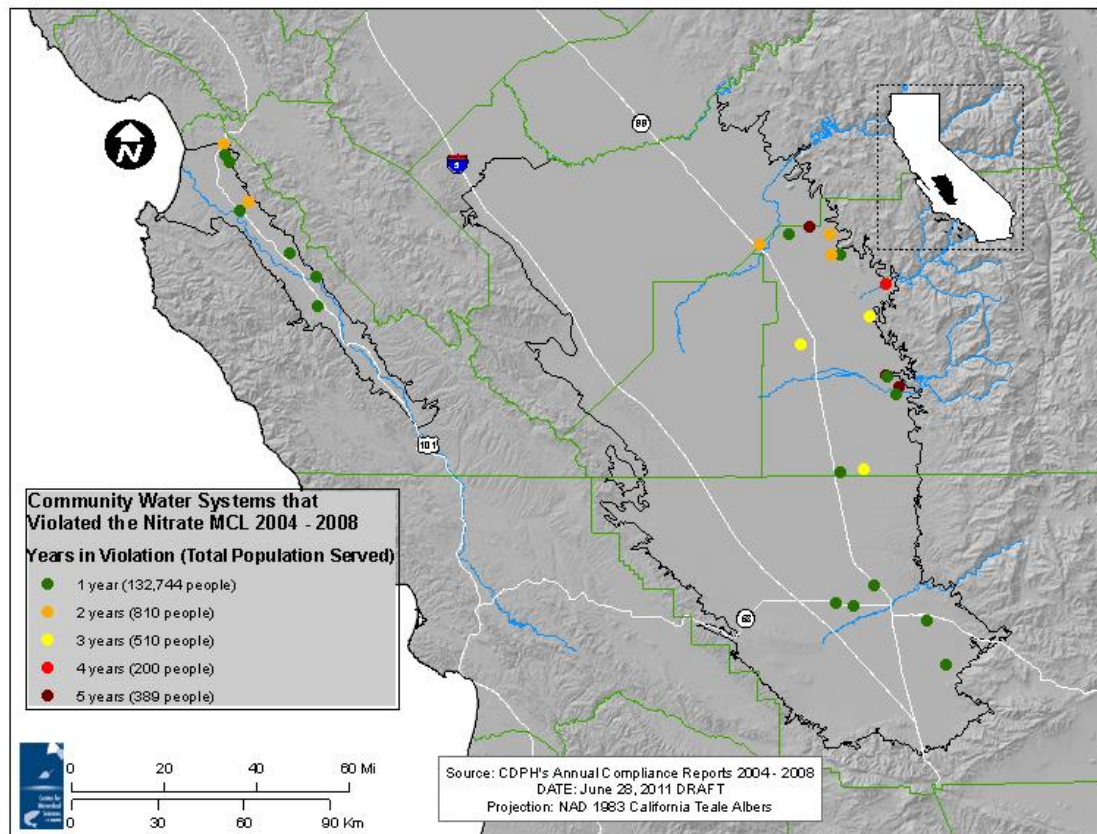 N
5
99
101
58
Community Water Systems that
Violated the Nitrate MCL 2004 - 2008
Years in Violation (Total Population Served)
1 year (132,744 people)
2 years (810 people)
3 years (510 people)
4 years (200 people)
5 years (389 people)
0 20 40 60 Mi
0 30 60 90 Km
Source: CDPH's Annual Compliance Reports 2004 - 2008
DATE: June 28, 2011 DRAFT
Projection: NAD 1983 California Teale Albers